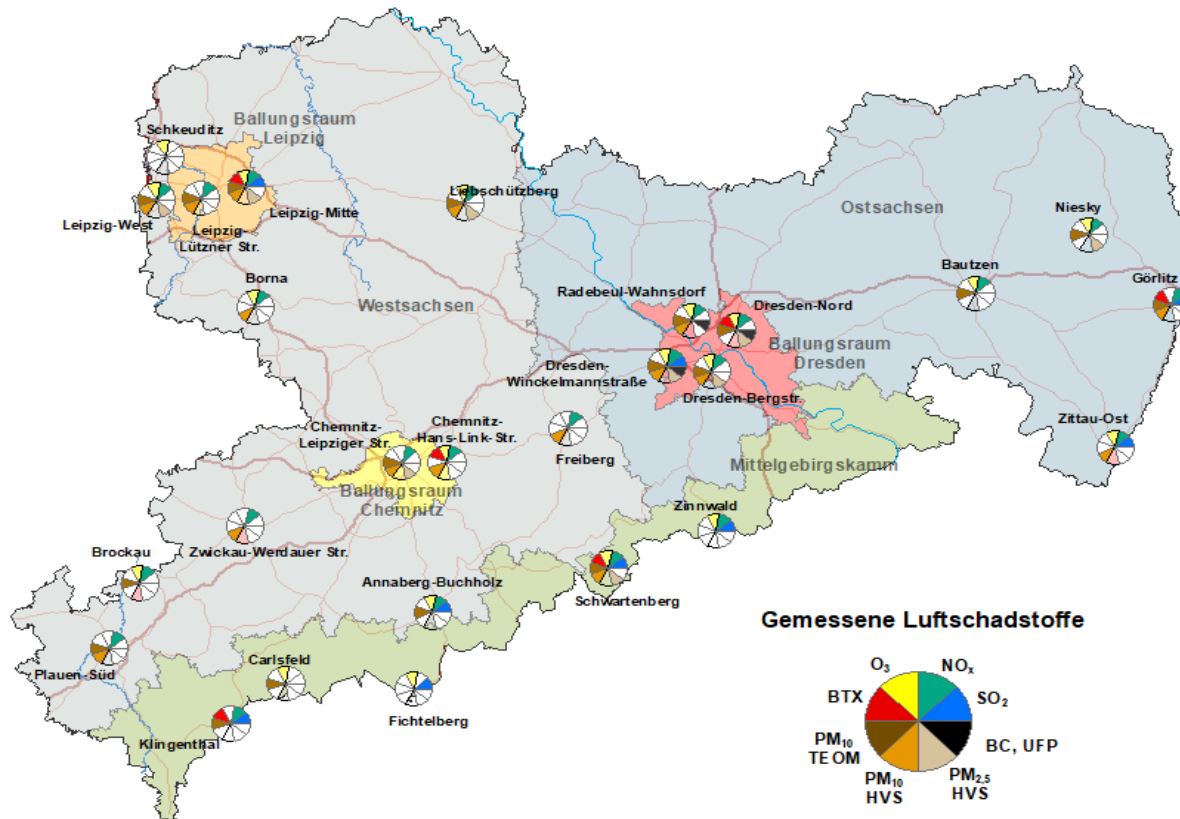 Ballungsraum
Leipzig
Schkeuditz
Leipzig-West
Leipzig-
Lützner Str.
Leipzig-Mitte
Liebschützberg
Ostsachsen
Niesky
Bautzen
Görlitz
Borna
Westsachsen
Radebeul-Wahnsdorf
Dresden-Nord
Ballungsraum
Dresden
Dresden-
Winckelmannstraße
Dresden-Bergstr.
Zittau-Ost
Chemnitz-
Leipziger Str.
Chemnitz-
Hans-Link-Str.
Freiberg
Mittelgebirgskamm
Ballungsraum
Chemnitz
Zinnwald
Zwickau-Werdauer Str.
Brockau
Annaberg-Buchholz
Schwartenberg
Plauen-Süd
Carlsfeld
Fichtelberg
Klingenthal
Gemessene Luftschadstoffe
O₃
NOₓ
BTX
SO₂
PM₁₀
TEOM
BC, UFP
PM₁₀
HVS
PM₂,₅
HVS